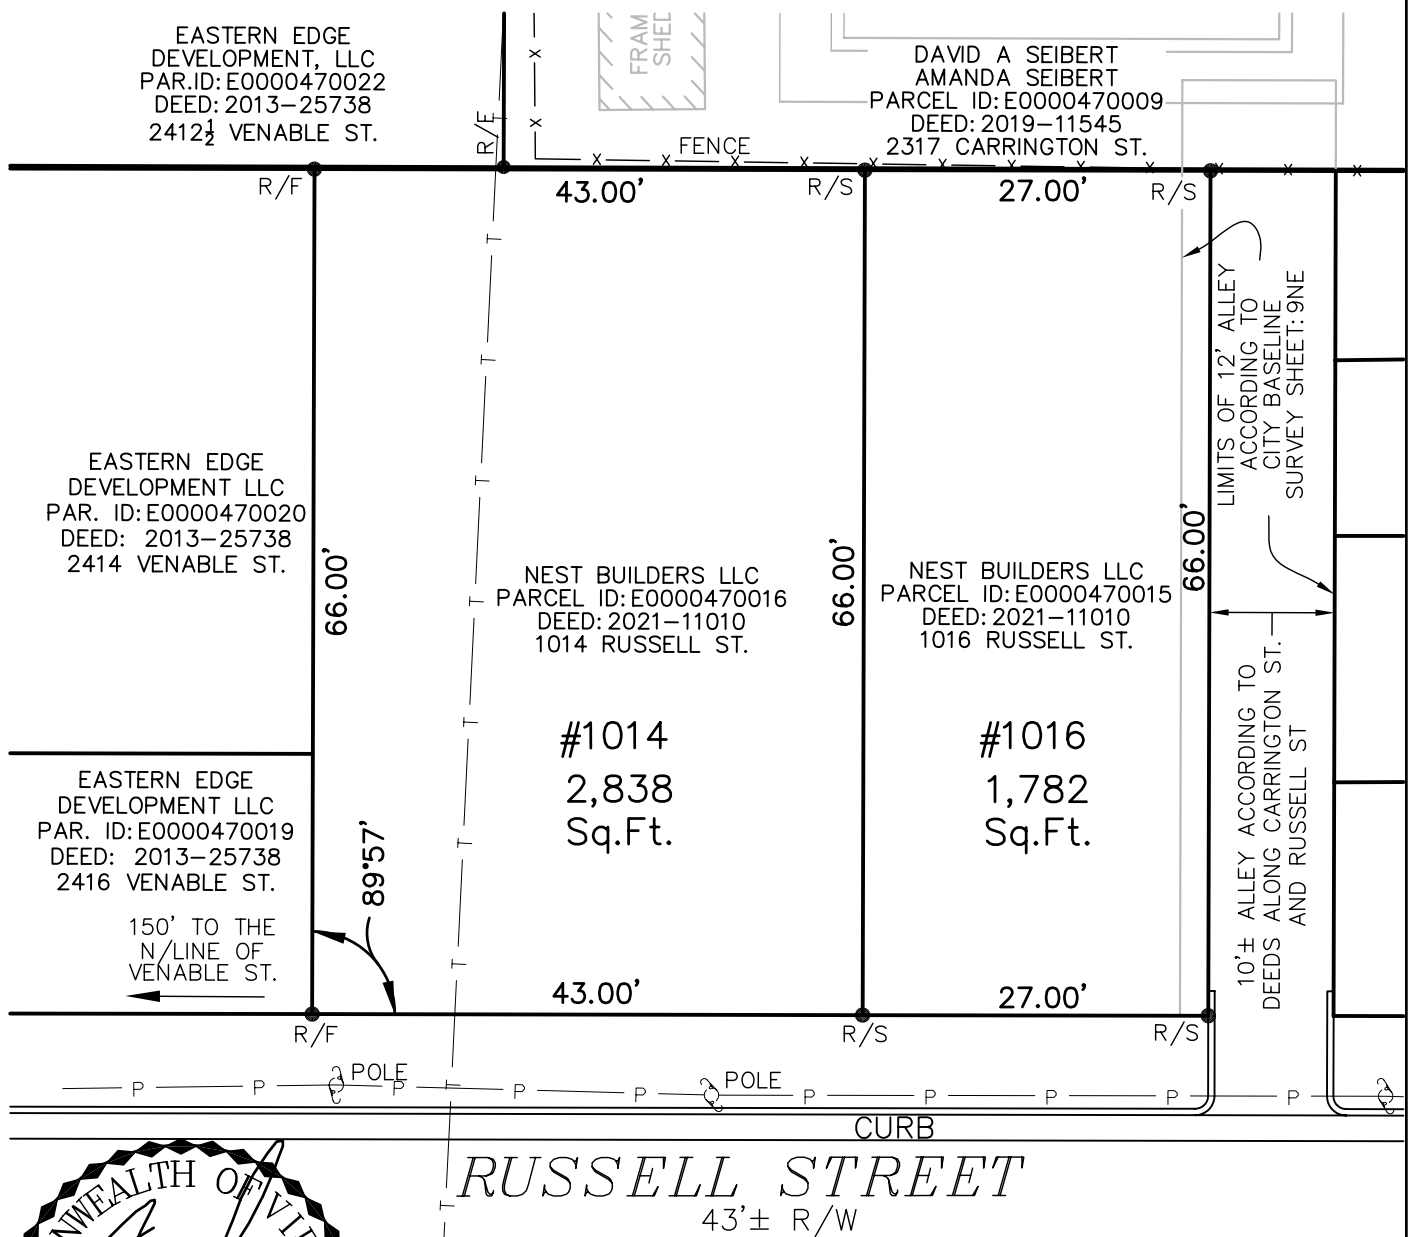 EASTERN EDGE
DEVELOPMENT, LLC
PAR.ID: E0000470022
DEED: 2013-25738
2412½ VENABLE ST.
R/E
FRAM
SHED
FENCE
DAVID A SEIBERT
AMANDA SEIBERT
PARCEL ID: E0000470009
DEED: 2019-11545
2317 CARRINGTON ST.
R/F
43.00'
R/S
27.00'
R/S
LIMITS OF 12' ALLEY
ACCORDING TO
CITY BASELINE
SURVEY SHEET: 9NE
EASTERN EDGE
DEVELOPMENT LLC
PAR. ID: E0000470020
DEED: 2013-25738
2414 VENABLE ST.
66.00'
NEST BUILDERS LLC
PARCEL ID: E0000470016
DEED: 2021-11010
1014 RUSSELL ST.
66.00'
NEST BUILDERS LLC
PARCEL ID: E0000470015
DEED: 2021-11010
1016 RUSSELL ST.
66.00'
#1014
2,838
Sq.Ft.
#1016
1,782
Sq.Ft.
10'± ALLEY ACCORDING TO
DEEDS ALONG CARRINGTON ST.
AND RUSSELL ST
EASTERN EDGE
DEVELOPMENT LLC
PAR. ID: E0000470019
DEED: 2013-25738
2416 VENABLE ST.
89°57'
150' TO THE
N/LINE OF
VENABLE ST.
43.00'
27.00'
R/F
R/S
R/S
POLE
POLE
P P P P P P P P P P
CURB
RUSSELL STREET
43'± R/W
NWEALTH OF VI